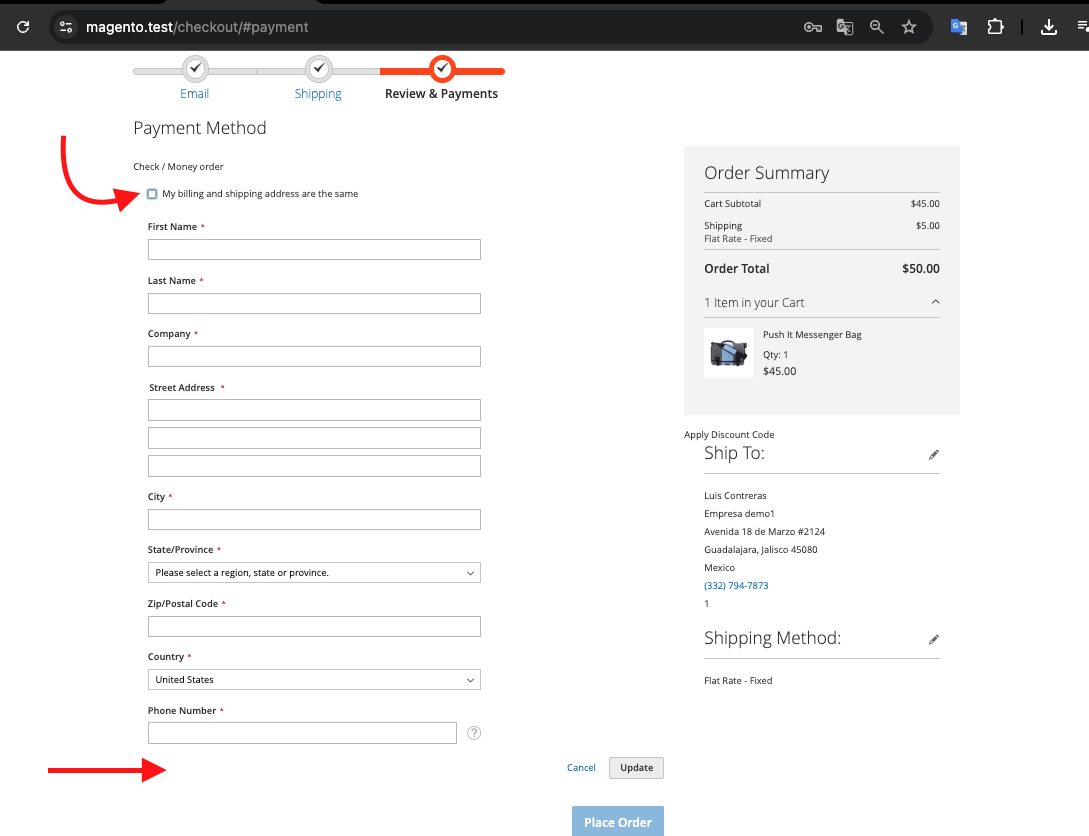 magento.test/checkout/#payment
Email
Shipping
Review & Payments
Payment Method
Check / Money order
My billing and shipping address are the same
First Name *
Last Name *
Company *
Street Address *
City *
State/Province *
Please select a region, state or province.
Zip/Postal Code *
Country *
United States
Phone Number *
?
Cancel
Update
Place Order
Order Summary
Cart Subtotal $45.00
Shipping $5.00
Flat Rate - Fixed
Order Total $50.00
1 Item in your Cart
Push It Messenger Bag
Qty: 1
$45.00
Apply Discount Code
Ship To:
Luis Contreras
Empresa demo1
Avenida 18 de Marzo #2124
Guadalajara, Jalisco 45080
Mexico
(332) 794-7873
1
Shipping Method:
Flat Rate - Fixed